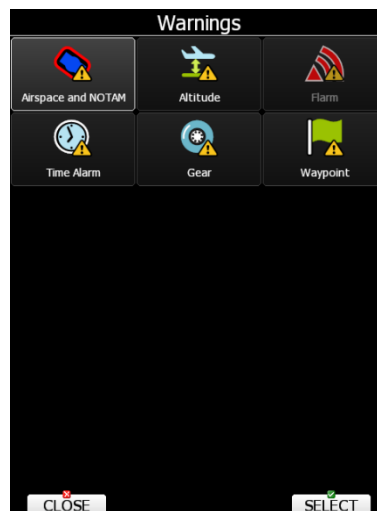 Warnings
Airspace and NOTAM Altitude Flarm
Time Alarm Gear Waypoint
CLOSE SELECT